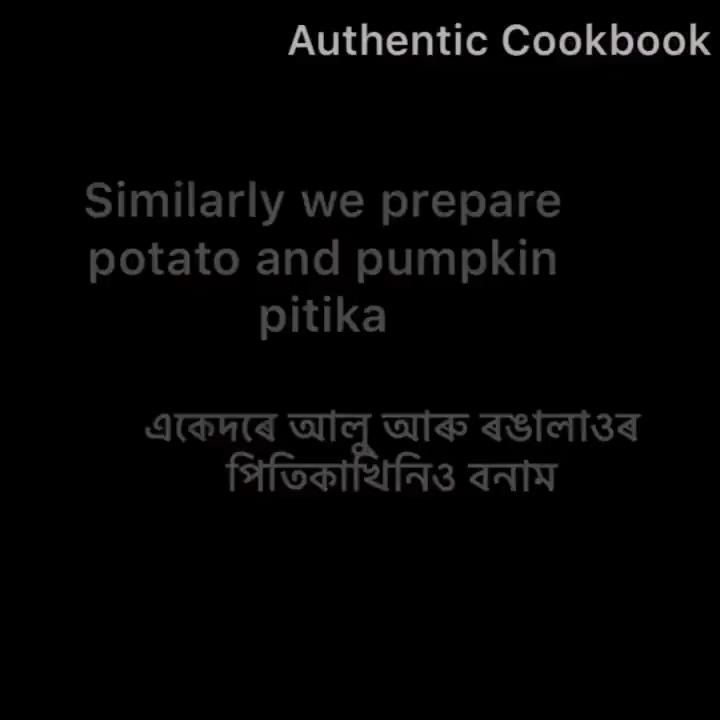 Authentic Cookbook
Similarly we prepare
potato and pumpkin
pitika
একেদৰে আলু আৰু ৰঙালাওৰ
পিতিকাখিনিও বনাম